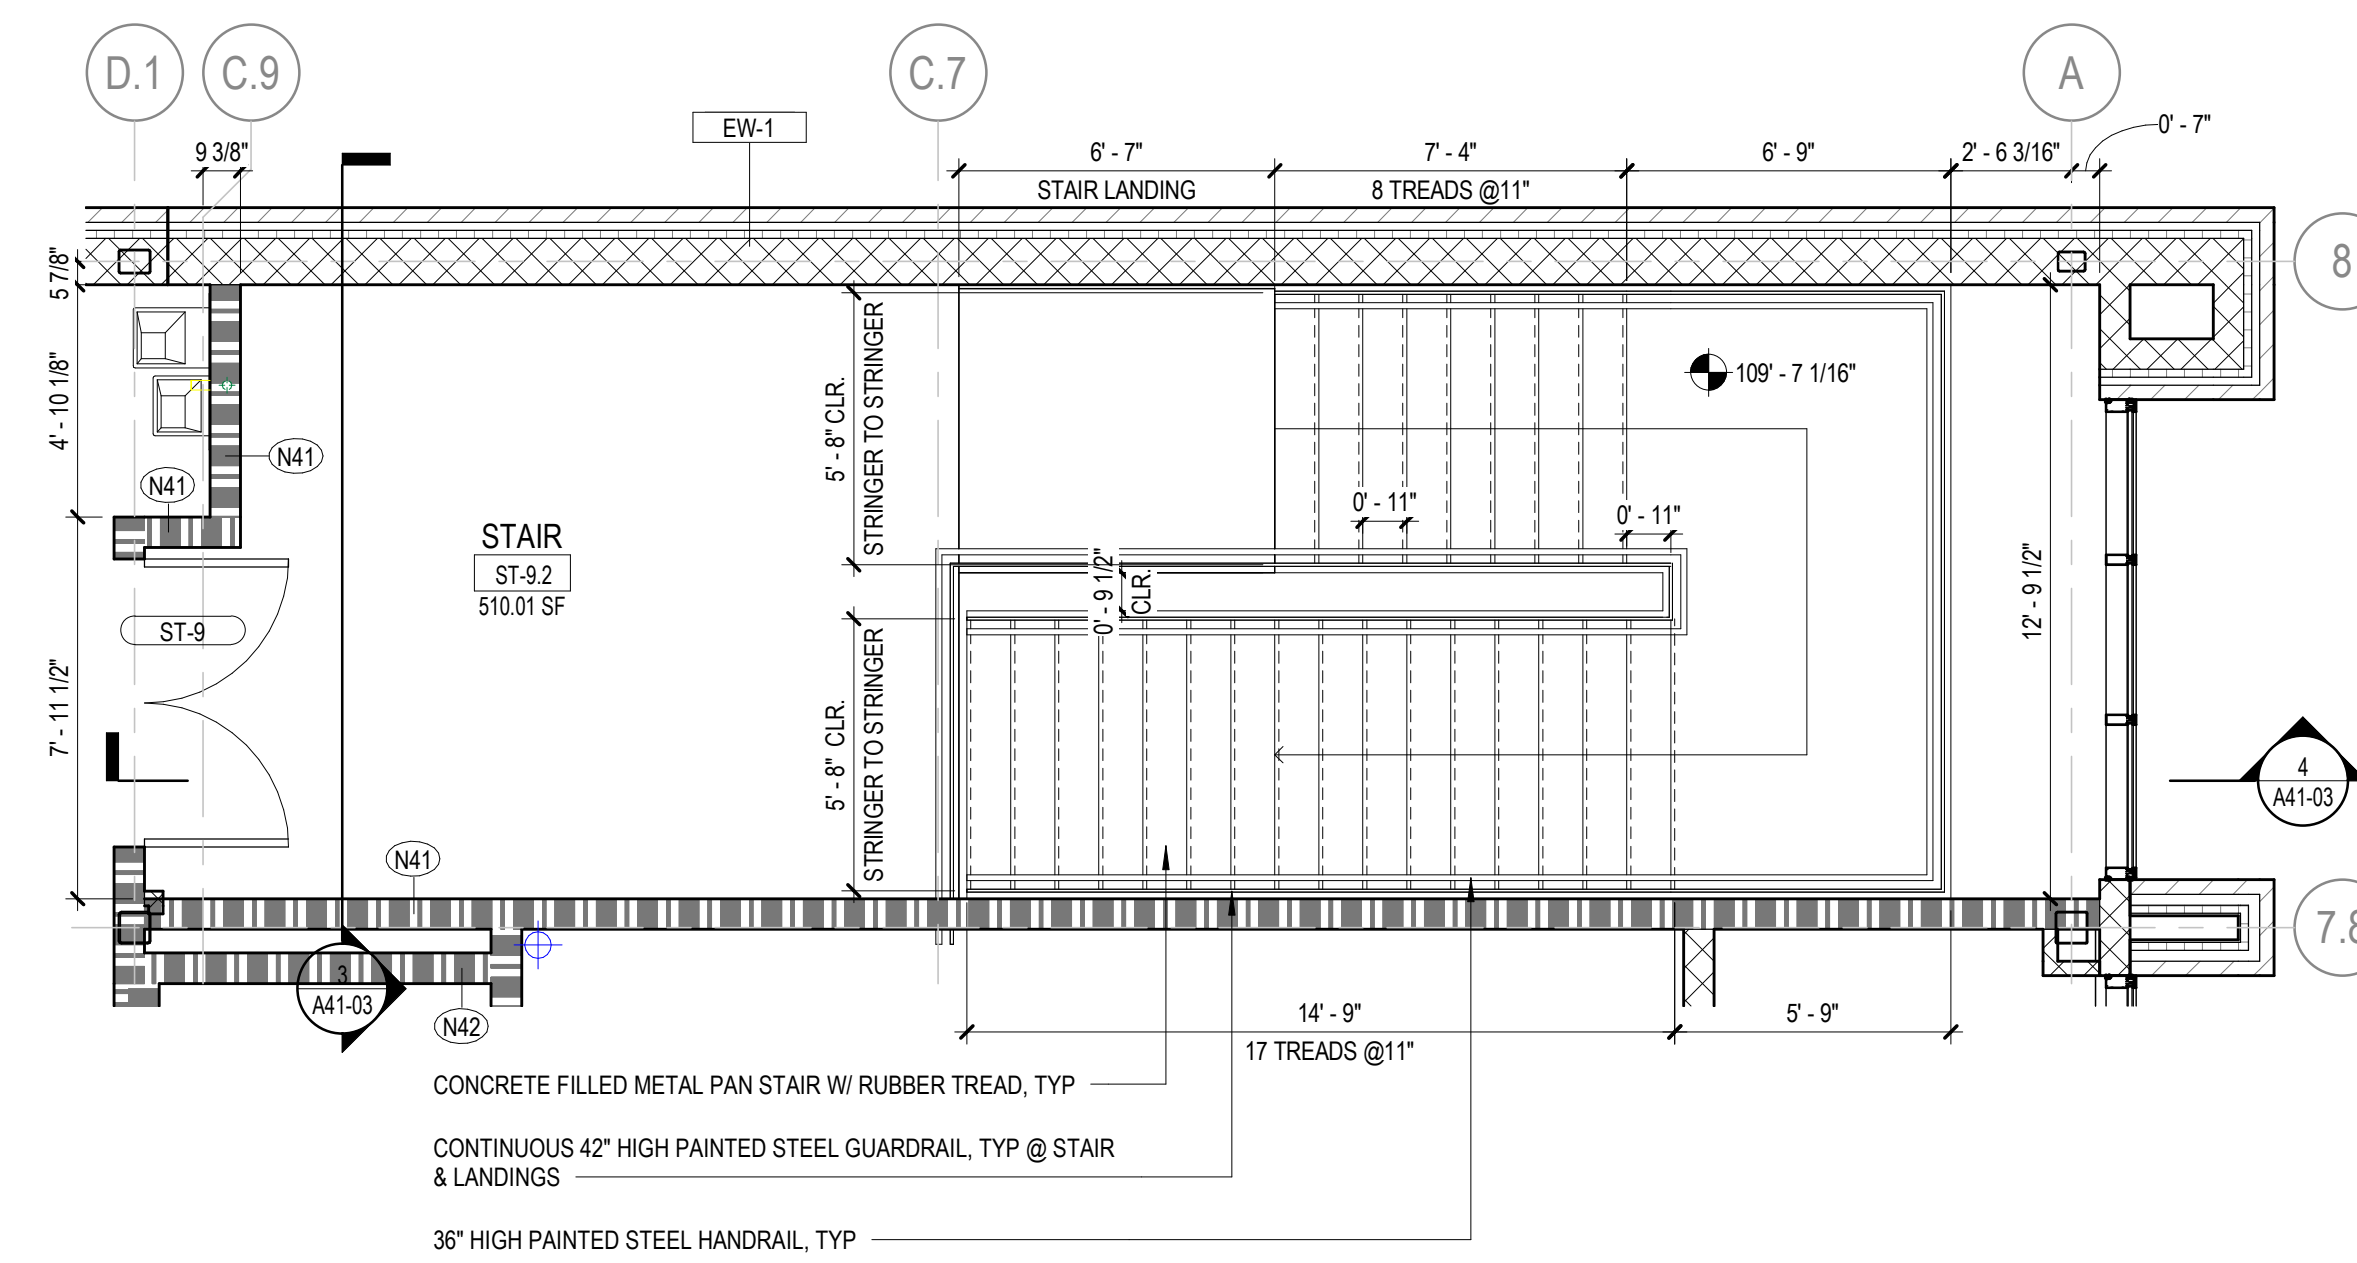 D.1
C.9
C.7
A
EW-1
0' - 7"
9 3/8"
6' - 7"
7' - 4"
6' - 9"
2' - 6 3/16"
STAIR LANDING
8 TREADS @11"
8
5 7/8"
4' - 10 1/8"
7' - 11 1/2"
N41
N41
STAIR
ST-9.2
510.01 SF
ST-9
5' - 8" CLR.
STRINGER TO STRINGER
5' - 8" CLR.
STRINGER TO STRINGER
109' - 7 1/16"
0' - 11"
0' - 11"
0' - 9 1/2"
CLR.
12' - 9 1/2"
4
A41-03
N41
7.8
3
A41-03
N42
14' - 9"
5' - 9"
17 TREADS @11"
CONCRETE FILLED METAL PAN STAIR W/ RUBBER TREAD, TYP
CONTINUOUS 42" HIGH PAINTED STEEL GUARDRAIL, TYP @ STAIR
& LANDINGS
36" HIGH PAINTED STEEL HANDRAIL, TYP